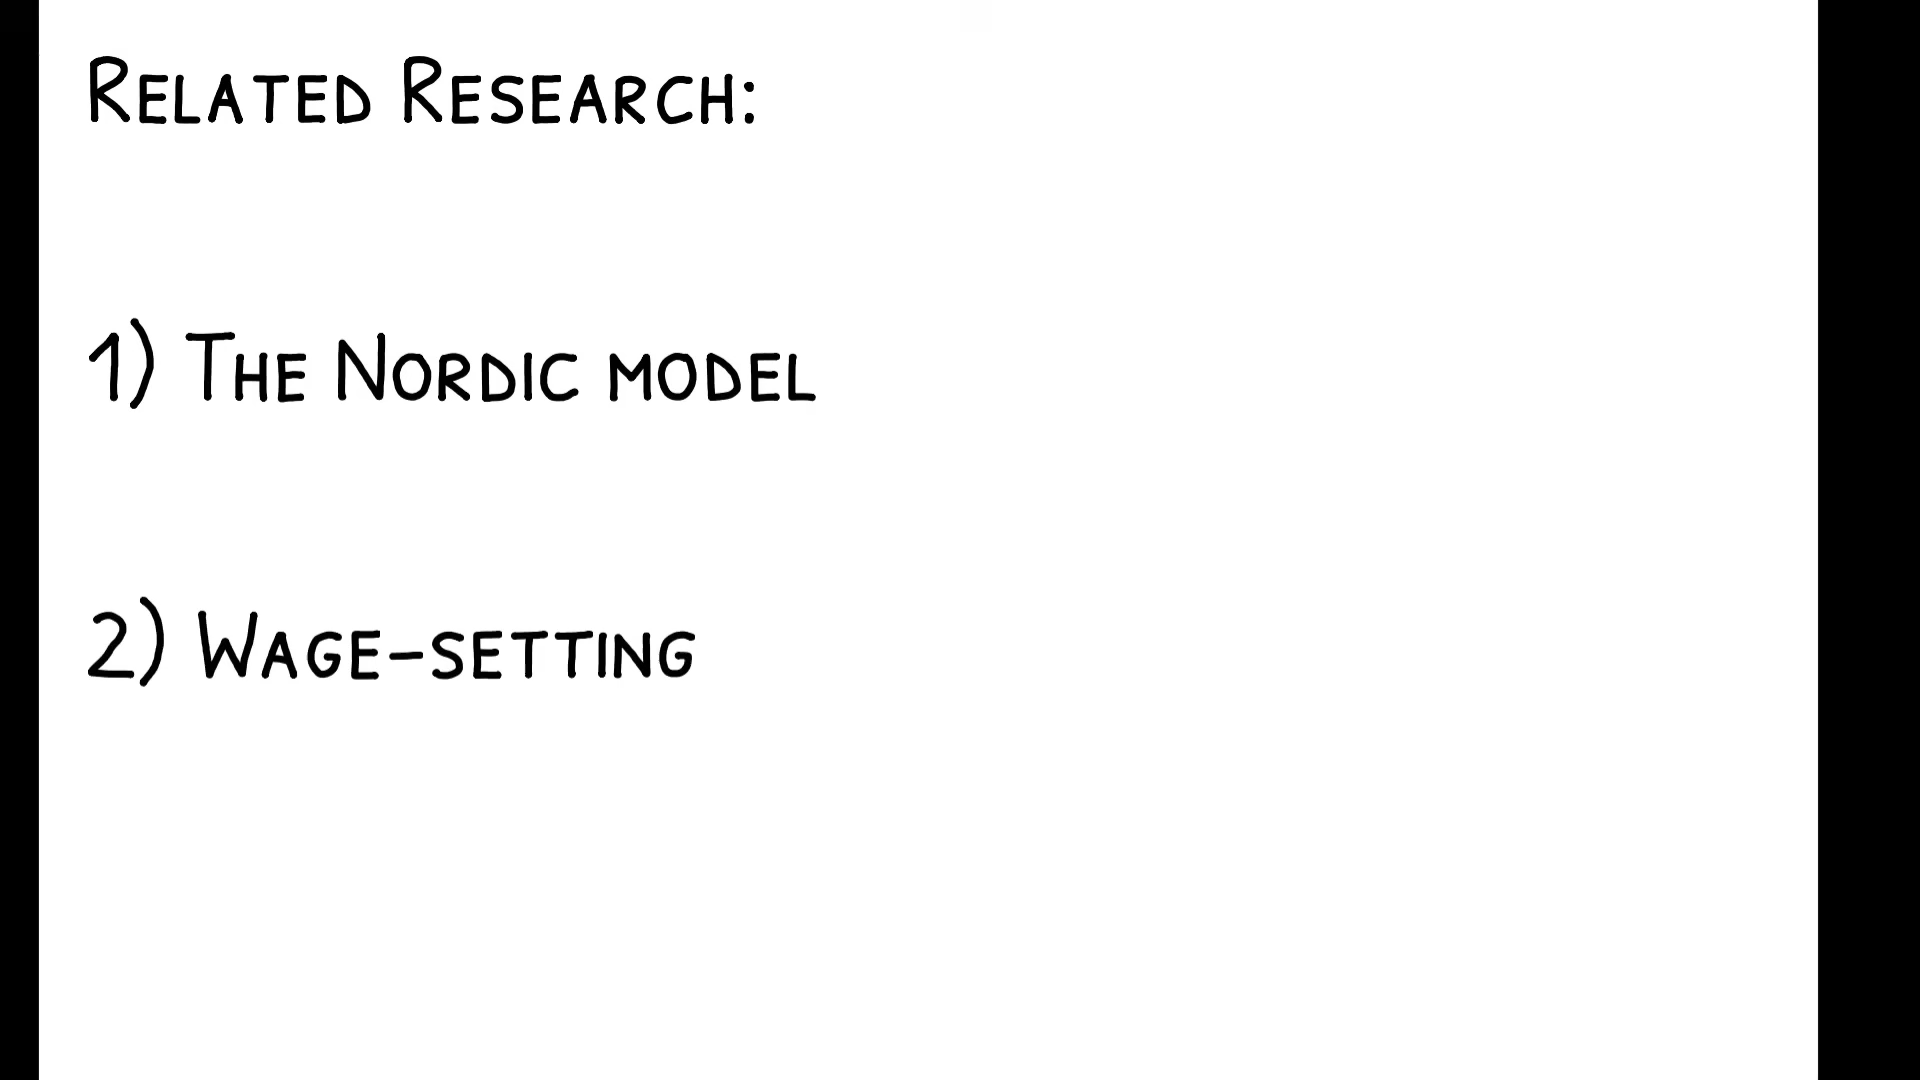 Related Research:
1) The Nordic model
2) Wage-setting